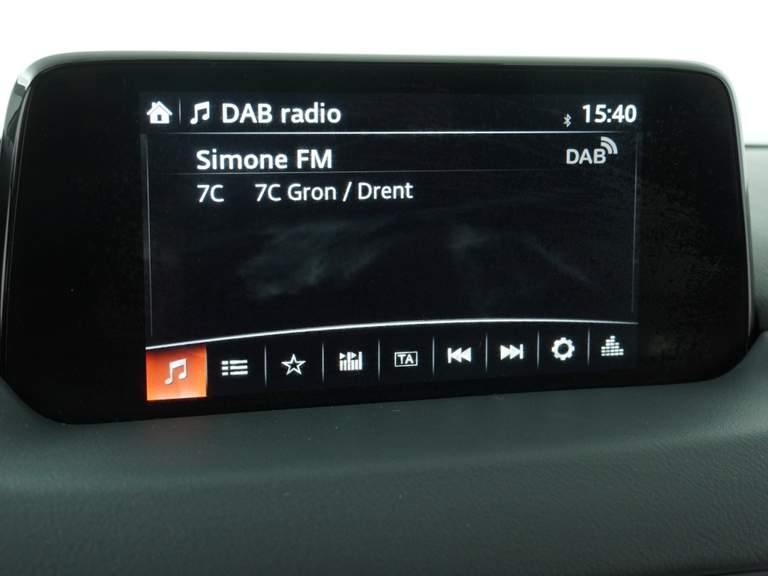 DAB radio 15:40
Simone FM DAB
7C 7C Gron / Drent
TA